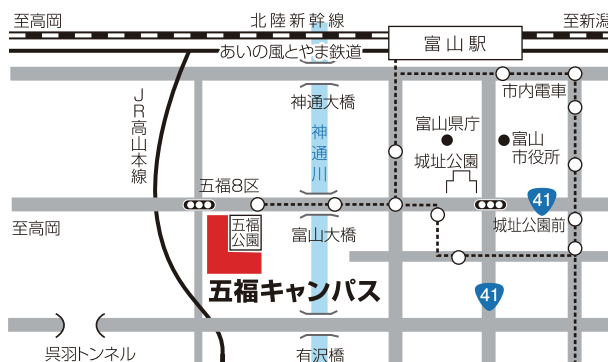 至高岡
北陸新幹線
至新潟
富山駅
あいの風とやま鉄道
市内電車
神通大橋
JR高山本線
神通川
富山県庁
富山
市役所
城址公園
五福8区
41
至高岡
五福
公園
富山大橋
城址公園前
五福キャンパス
41
呉羽トンネル
有沢橋